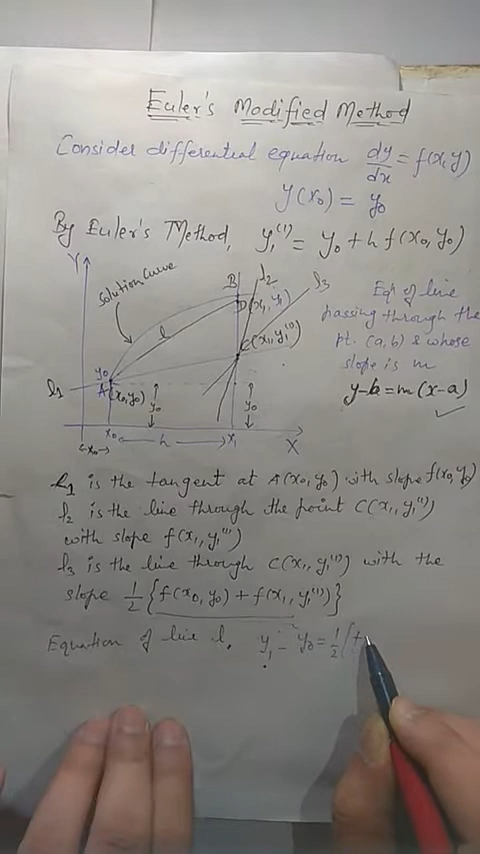 Euler's Modified Method
Consider differential equation dy/dx = f(x,y)
y(x₀) = y₀
By Euler's Method, y₁⁽¹⁾ = y₀ + h f(x₀, y₀)
Y
solution curve
B
l₂
l₃
D(x₁, y₁)
l
C(x₁, y₁⁽¹⁾)
y₀
l₁
A(x₀, y₀)
y₀
y₀
x₀
h
x₁
X
x₀
Eqⁿ of line
passing through the
pt. (a, b) & whose
slope is m
y-b = m(x-a)
l₁ is the tangent at A(x₀, y₀) with slope f(x₀, y₀)
l₂ is the line through the point C(x₁, y₁⁽¹⁾)
with slope f(x₁, y₁⁽¹⁾)
l₃ is the line through C(x₁, y₁⁽¹⁾) with the
slope 1/2 {f(x₀, y₀) + f(x₁, y₁⁽¹⁾)}
Equation of line l, y₁ - y₀ = 1/2